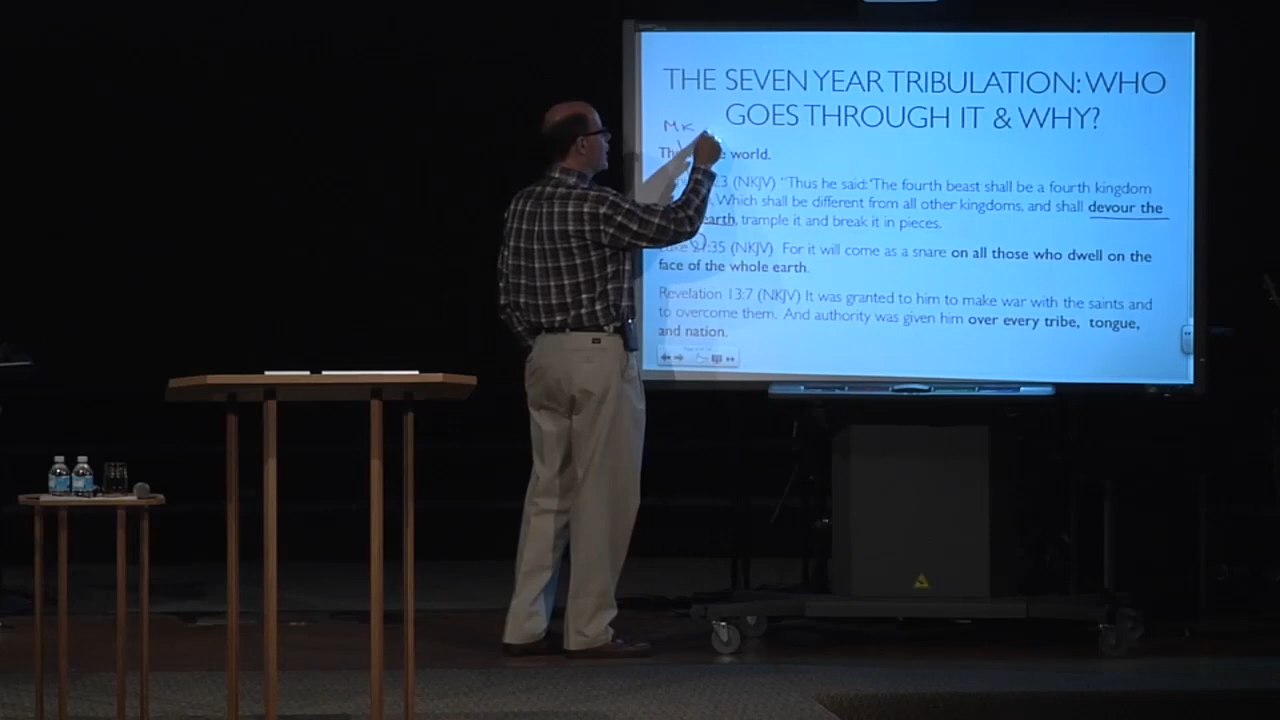 THE SEVEN YEAR TRIBULATION: WHO
GOES THROUGH IT & WHY?
MK
world.
(NKJV) "Thus he said: 'The fourth beast shall be a fourth kingdom
Which shall be different from all other kingdoms, and shall devour the
earth, trample it and break it in pieces.
21:35 (NKJV) For it will come as a snare on all those who dwell on the
face of the whole earth.
Revelation 13:7 (NKJV) It was granted to him to make war with the saints and
to overcome them. And authority was given him over every tribe, tongue,
and nation.